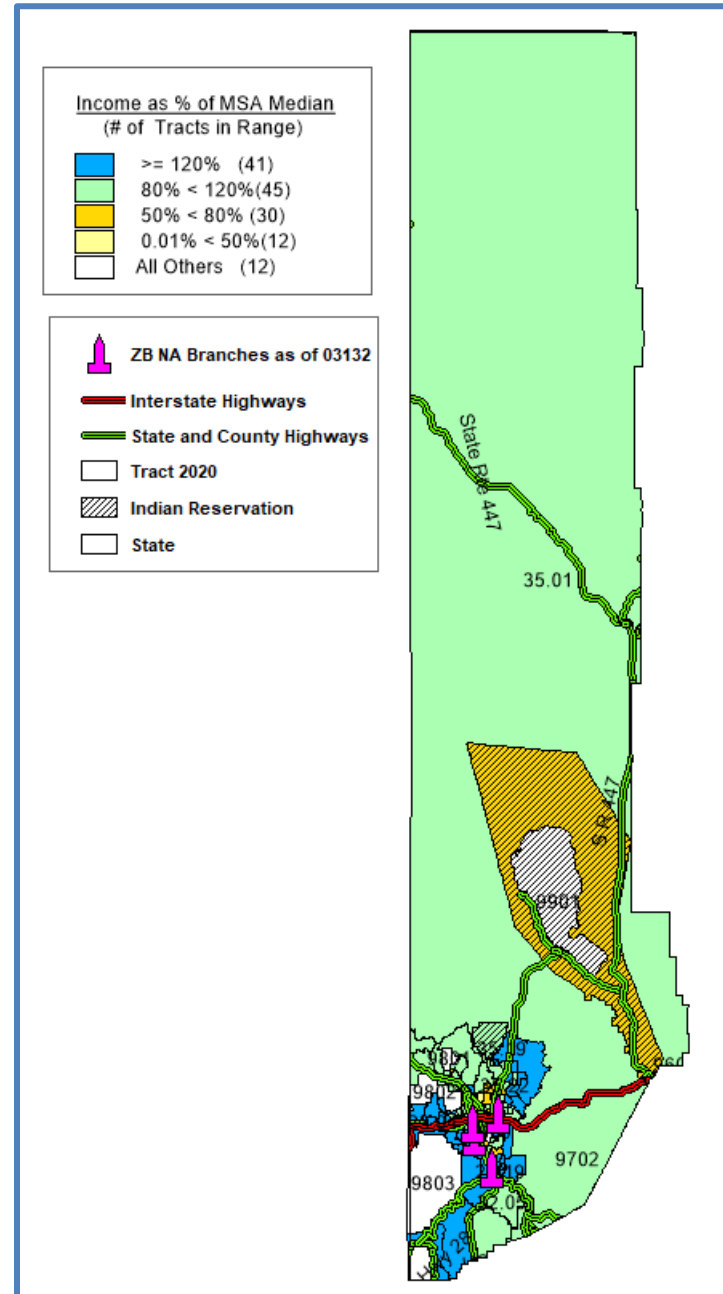 Income as % of MSA Median
(# of Tracts in Range)
>= 120% (41)
80% < 120%(45)
50% < 80% (30)
0.01% < 50%(12)
All Others (12)
ZB NA Branches as of 03132
Interstate Highways
State and County Highways
Tract 2020
Indian Reservation
State
State Rte 447
35.01
S R 447
9901
9802
9702
9803